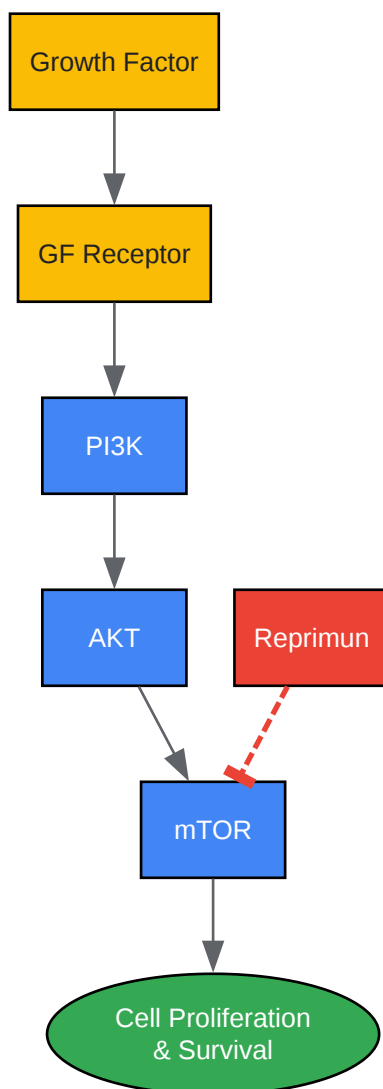 Growth Factor
GF Receptor
PI3K
AKT
Reprimun
mTOR
Cell Proliferation
& Survival